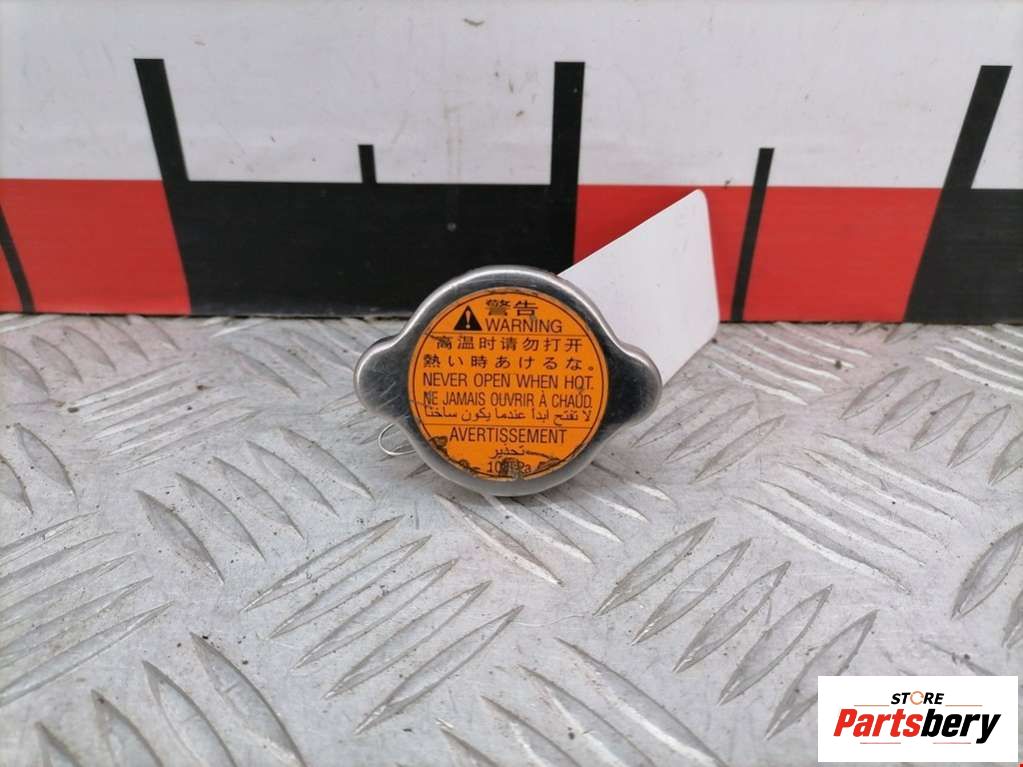 警告
WARNING
高温时请勿打开
熱い時あけるな。
NEVER OPEN WHEN HOT.
NE JAMAIS OUVRIR À CHAUD.
لا تفتح ابدأ عندما يكون ساخناً
AVERTISSEMENT
تحذير
STORE
Partsbery